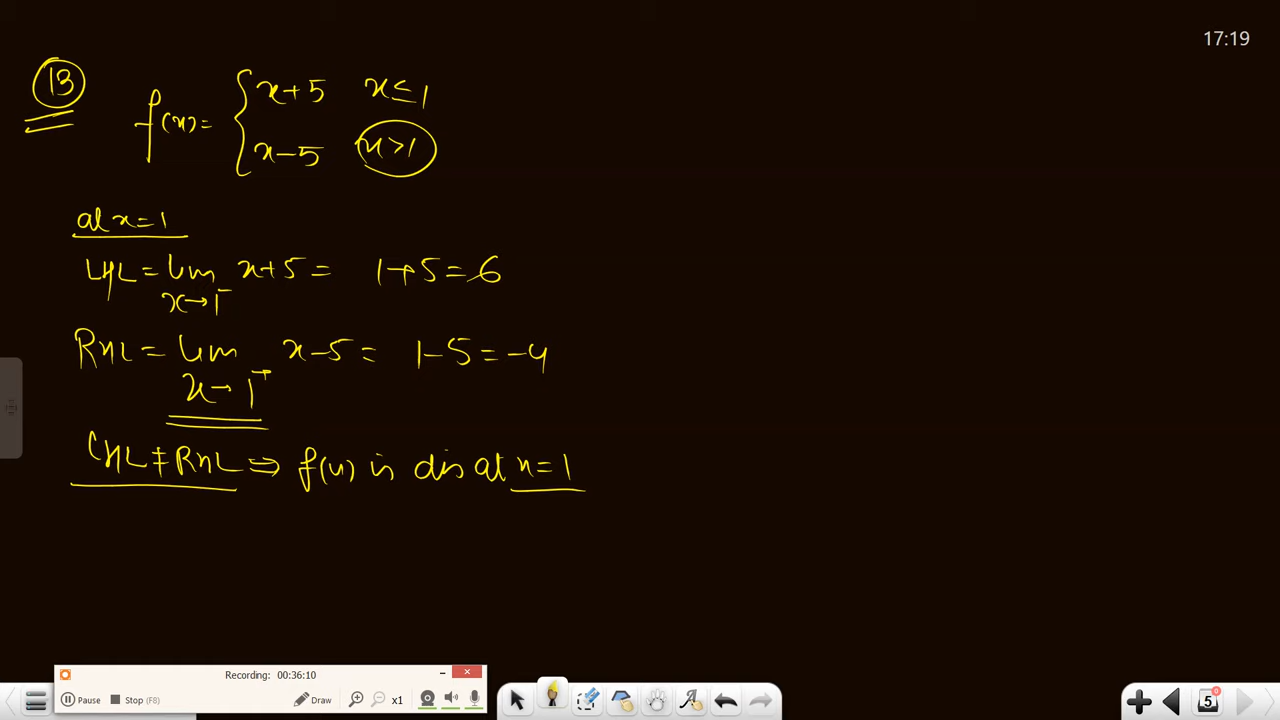 17:19
13
f(x)= { x+5 x≤1
x-5 x>1
at x=1
LHL = lim x→1⁻ x+5 = 1+5=6
RHL = lim x→1⁺ x-5 = 1-5=-4
LHL≠RHL ⇒ f(x) is dis at x=1
Recording: 00:36:10
Pause Stop (F8) Draw x1
5
0